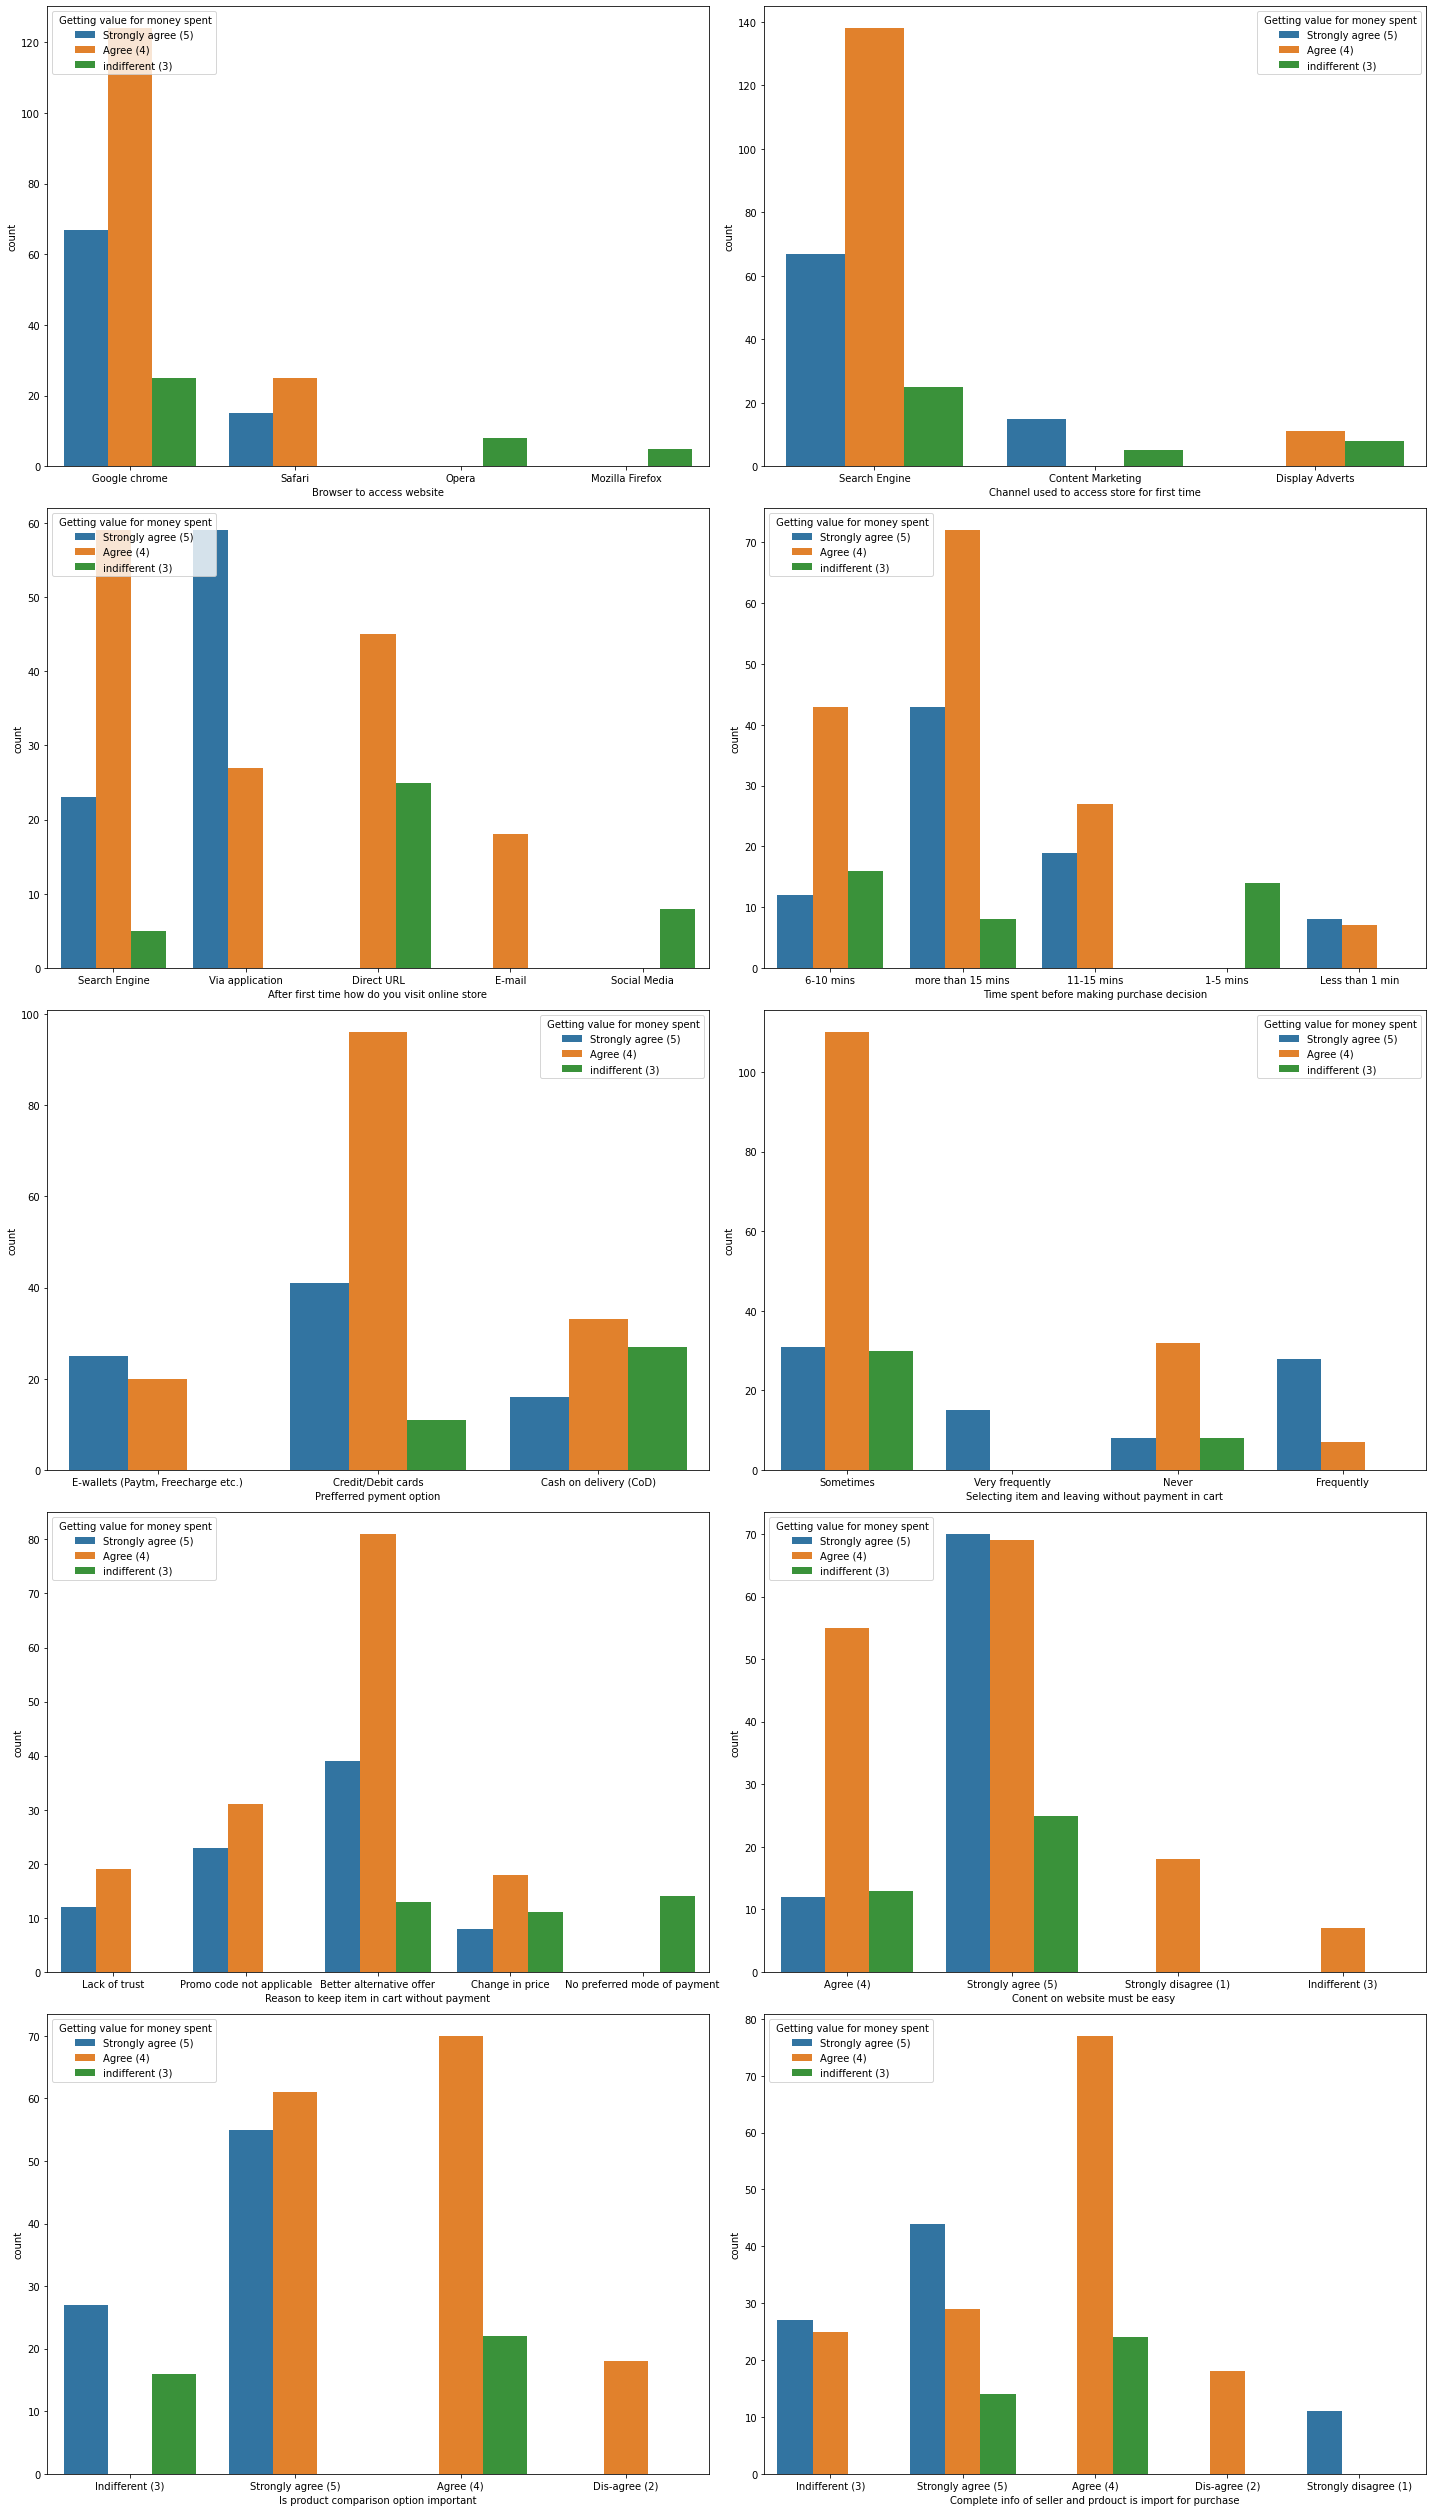 Getting value for money spent
Strongly agree (5)
Agree (4)
indifferent (3)
120
100
80
60
40
20
0
count
Google chrome Safari Opera Mozilla Firefox
Browser to access website
Getting value for money spent
Strongly agree (5)
Agree (4)
indifferent (3)
140
120
100
80
60
40
20
0
count
Search Engine Content Marketing Display Adverts
Channel used to access store for first time
Getting value for money spent
Strongly agree (5)
Agree (4)
indifferent (3)
60
50
40
30
20
10
0
count
Search Engine Via application Direct URL E-mail Social Media
After first time how do you visit online store
Getting value for money spent
Strongly agree (5)
Agree (4)
indifferent (3)
70
60
50
40
30
20
10
0
count
6-10 mins more than 15 mins 11-15 mins 1-5 mins Less than 1 min
Time spent before making purchase decision
Getting value for money spent
Strongly agree (5)
Agree (4)
indifferent (3)
100
80
60
40
20
0
count
E-wallets (Paytm, Freecharge etc.) Credit/Debit cards Cash on delivery (CoD)
Prefferred pyment option
Getting value for money spent
Strongly agree (5)
Agree (4)
indifferent (3)
100
80
60
40
20
0
count
Sometimes Very frequently Never Frequently
Selecting item and leaving without payment in cart
Getting value for money spent
Strongly agree (5)
Agree (4)
indifferent (3)
80
70
60
50
40
30
20
10
0
count
Lack of trust Promo code not applicable Better alternative offer Change in price No preferred mode of payment
Reason to keep item in cart without payment
Getting value for money spent
Strongly agree (5)
Agree (4)
indifferent (3)
70
60
50
40
30
20
10
0
count
Agree (4) Strongly agree (5) Strongly disagree (1) Indifferent (3)
Conent on website must be easy
Getting value for money spent
Strongly agree (5)
Agree (4)
indifferent (3)
70
60
50
40
30
20
10
0
count
Indifferent (3) Strongly agree (5) Agree (4) Dis-agree (2)
Is product comparison option important
Getting value for money spent
Strongly agree (5)
Agree (4)
indifferent (3)
80
70
60
50
40
30
20
10
0
count
Indifferent (3) Strongly agree (5) Agree (4) Dis-agree (2) Strongly disagree (1)
Complete info of seller and prdouct is import for purchase